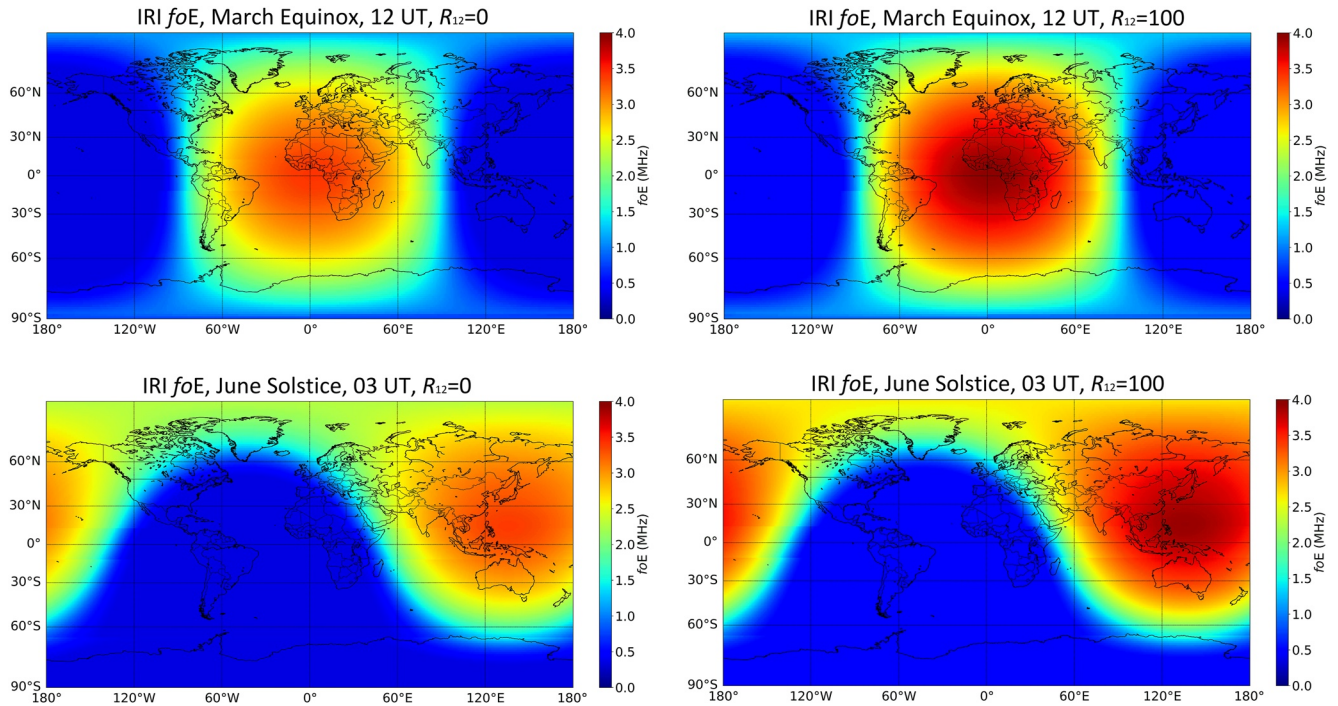 IRI foE, March Equinox, 12 UT, R₁₂=0
60°N
30°N
0°
30°S
60°S
90°S
180° 120°W 60°W 0° 60°E 120°E 180°
4.0
3.5
3.0
2.5
2.0
1.5
1.0
0.5
0.0
foE (MHz)
IRI foE, March Equinox, 12 UT, R₁₂=100
60°N
30°N
0°
30°S
60°S
90°S
180° 120°W 60°W 0° 60°E 120°E 180°
4.0
3.5
3.0
2.5
2.0
1.5
1.0
0.5
0.0
foE (MHz)
IRI foE, June Solstice, 03 UT, R₁₂=0
60°N
30°N
0°
30°S
60°S
90°S
180° 120°W 60°W 0° 60°E 120°E 180°
4.0
3.5
3.0
2.5
2.0
1.5
1.0
0.5
0.0
foE (MHz)
IRI foE, June Solstice, 03 UT, R₁₂=100
60°N
30°N
0°
30°S
60°S
90°S
180° 120°W 60°W 0° 60°E 120°E 180°
4.0
3.5
3.0
2.5
2.0
1.5
1.0
0.5
0.0
foE (MHz)